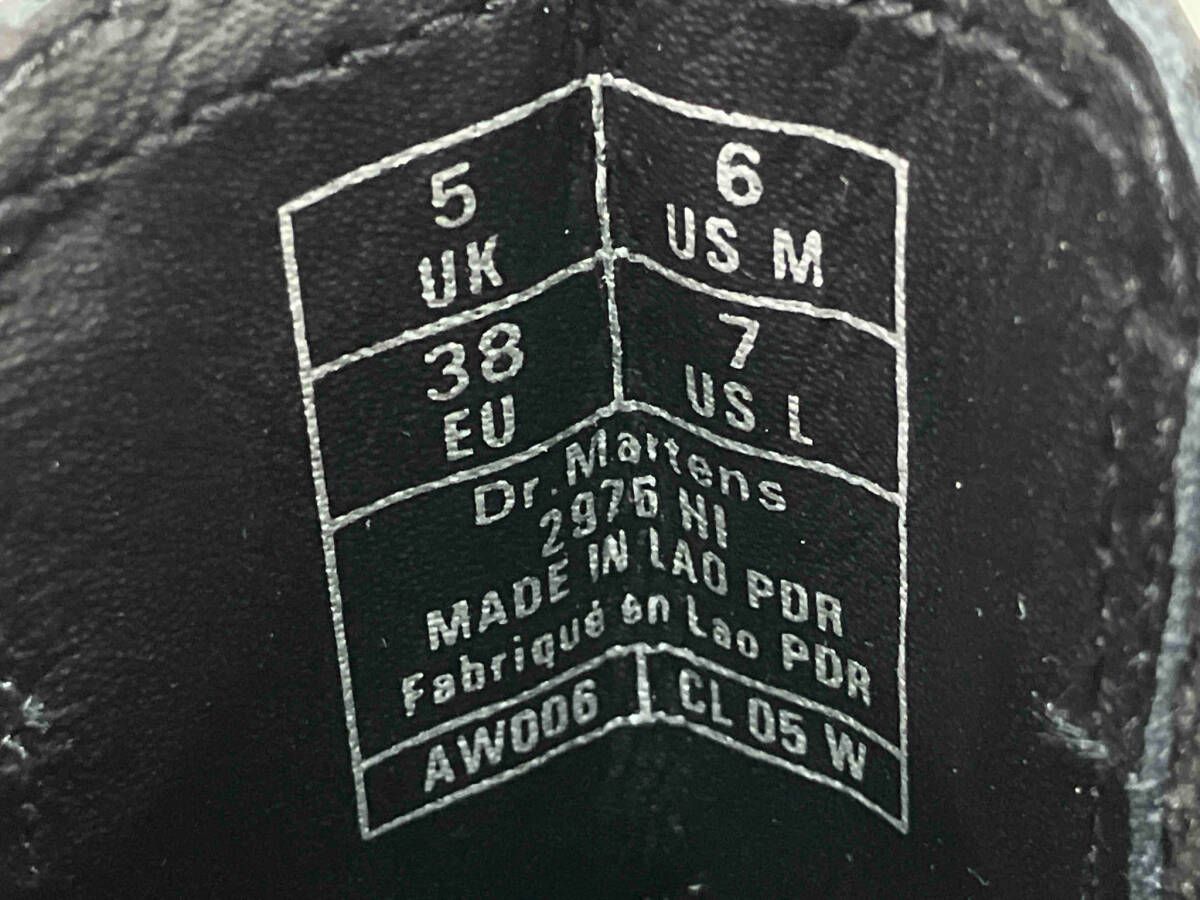 5
UK
6
US M
38
EU
7
US L
Dr. Martens
2976 HI
MADE IN LAO PDR
Fabriqué en Lao PDR
AW006
CL 05 W